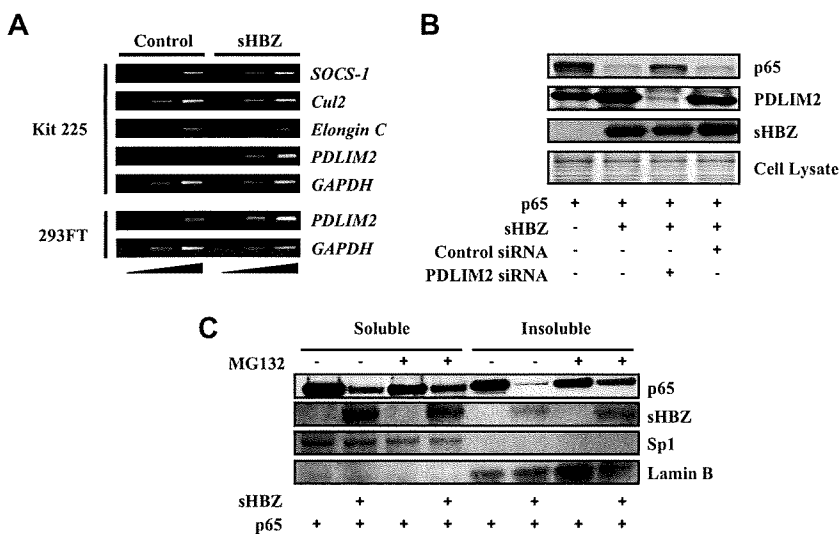 A
Control sHBZ
Kit 225
SOCS-1
Cul2
Elongin C
PDLIM2
GAPDH
293FT
PDLIM2
GAPDH
B
p65
PDLIM2
sHBZ
Cell Lysate
p65 + + + +
sHBZ - + + +
Control siRNA - - - +
PDLIM2 siRNA - - + -
C
Soluble Insoluble
MG132 - - + + - - + +
p65
sHBZ
Sp1
Lamin B
sHBZ + + + +
p65 + + + + + + + +